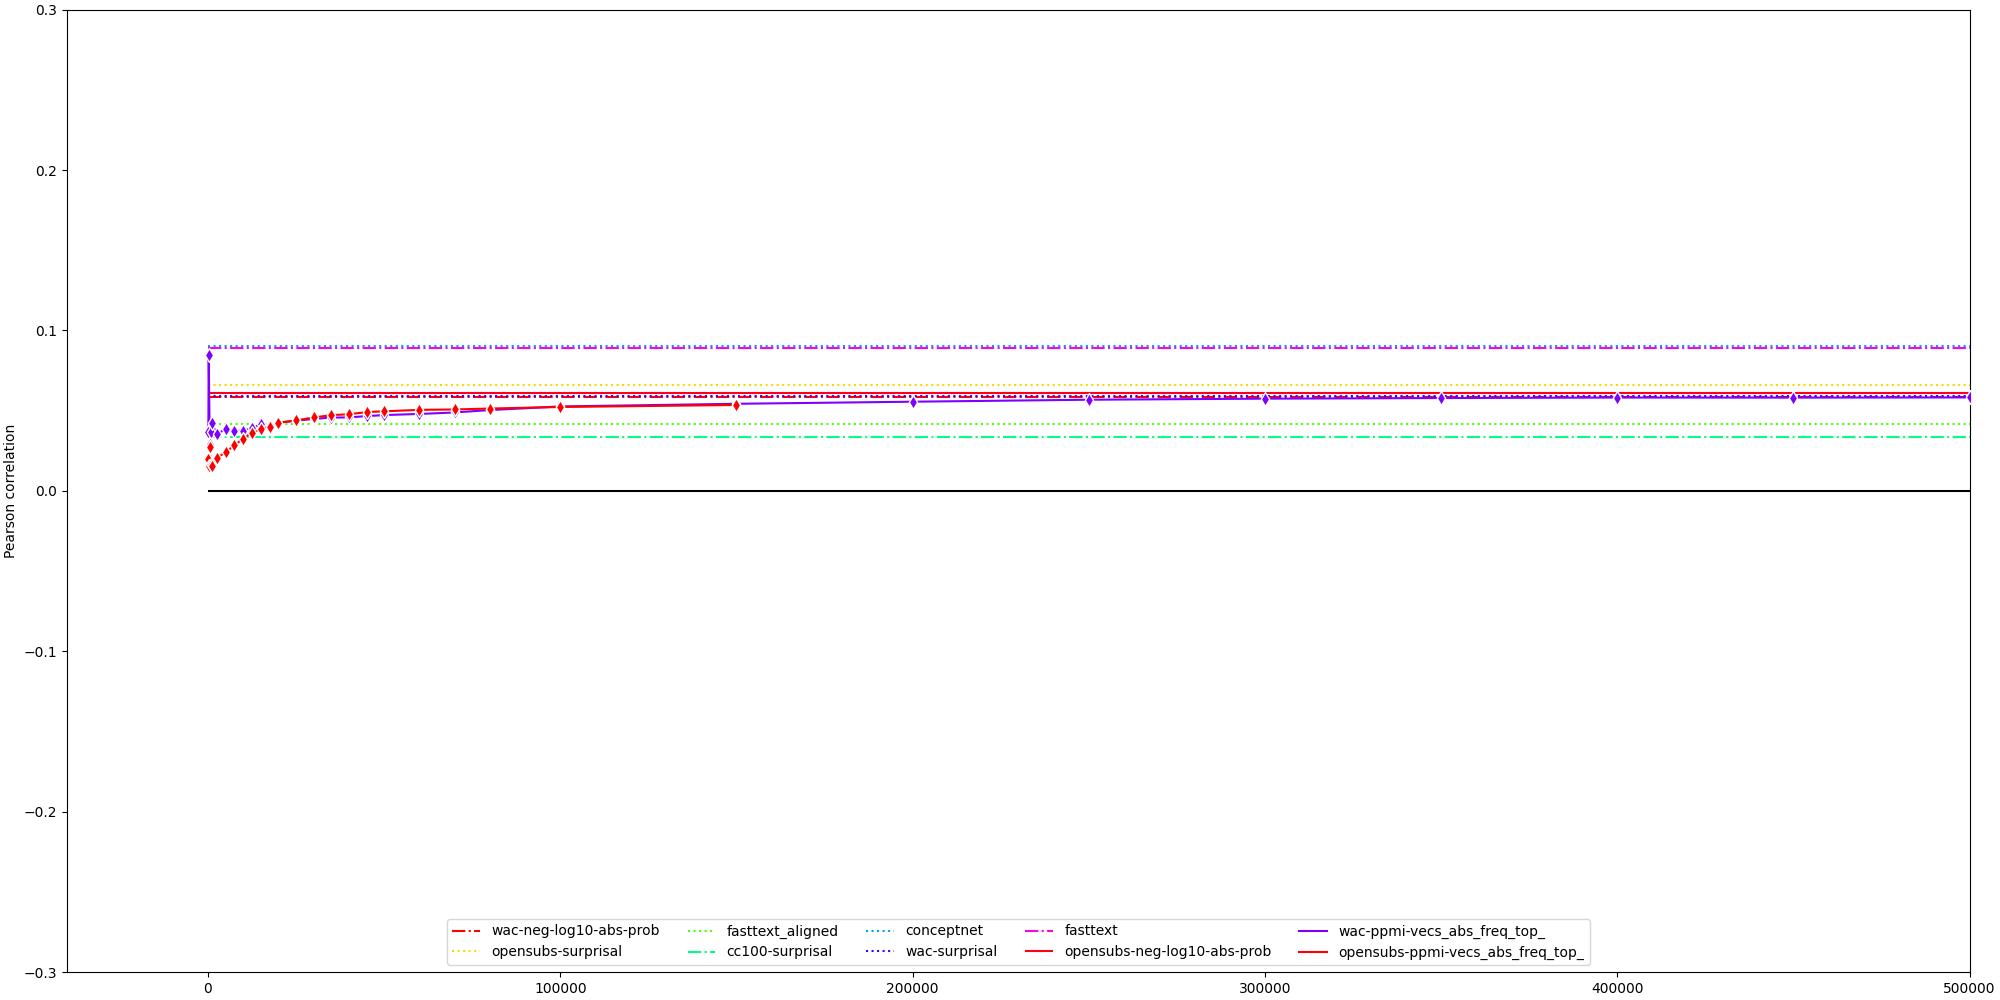 0.3
0.2
0.1
0.0
−0.1
−0.2
−0.3
Pearson correlation
wac-neg-log10-abs-prob
opensubs-surprisal
fasttext_aligned
cc100-surprisal
conceptnet
wac-surprisal
fasttext
opensubs-neg-log10-abs-prob
wac-ppmi-vecs_abs_freq_top_
opensubs-ppmi-vecs_abs_freq_top_
0
100000
200000
300000
400000
500000